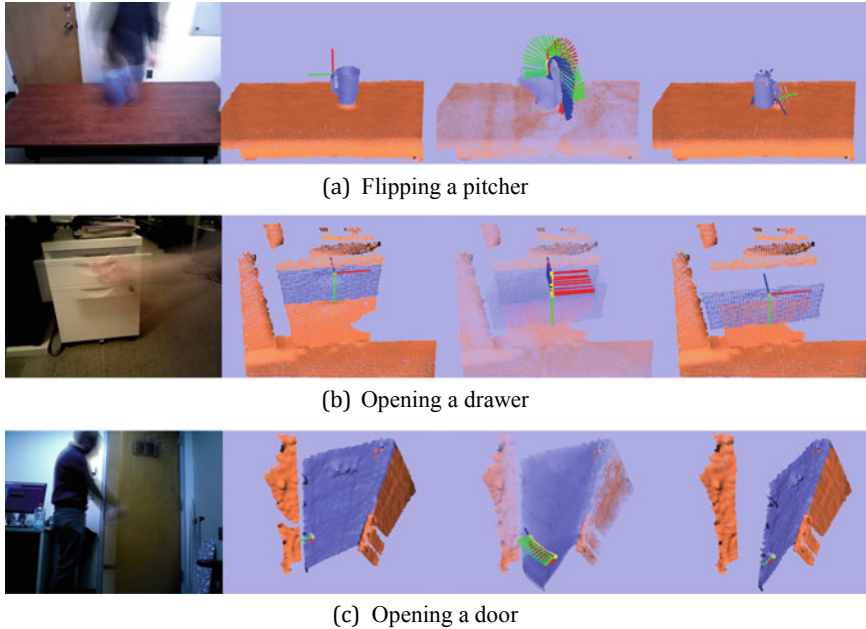 (a) Flipping a pitcher
(b) Opening a drawer
(c) Opening a door